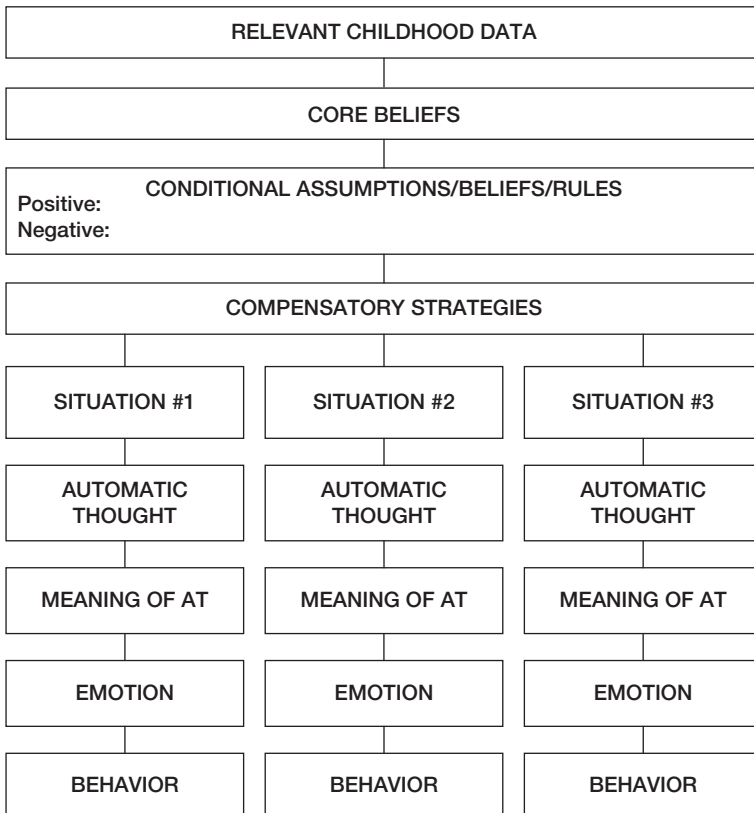 RELEVANT CHILDHOOD DATA
CORE BELIEFS
CONDITIONAL ASSUMPTIONS/BELIEFS/RULES
Positive:
Negative:
COMPENSATORY STRATEGIES
SITUATION #1
SITUATION #2
SITUATION #3
AUTOMATIC
THOUGHT
AUTOMATIC
THOUGHT
AUTOMATIC
THOUGHT
MEANING OF AT
MEANING OF AT
MEANING OF AT
EMOTION
EMOTION
EMOTION
BEHAVIOR
BEHAVIOR
BEHAVIOR